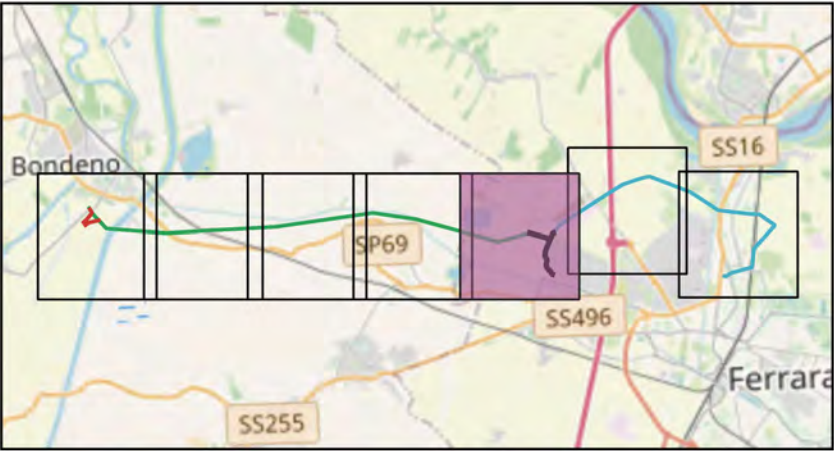 SS16
Bondeno
SP69
SS496
Ferrara
SS255